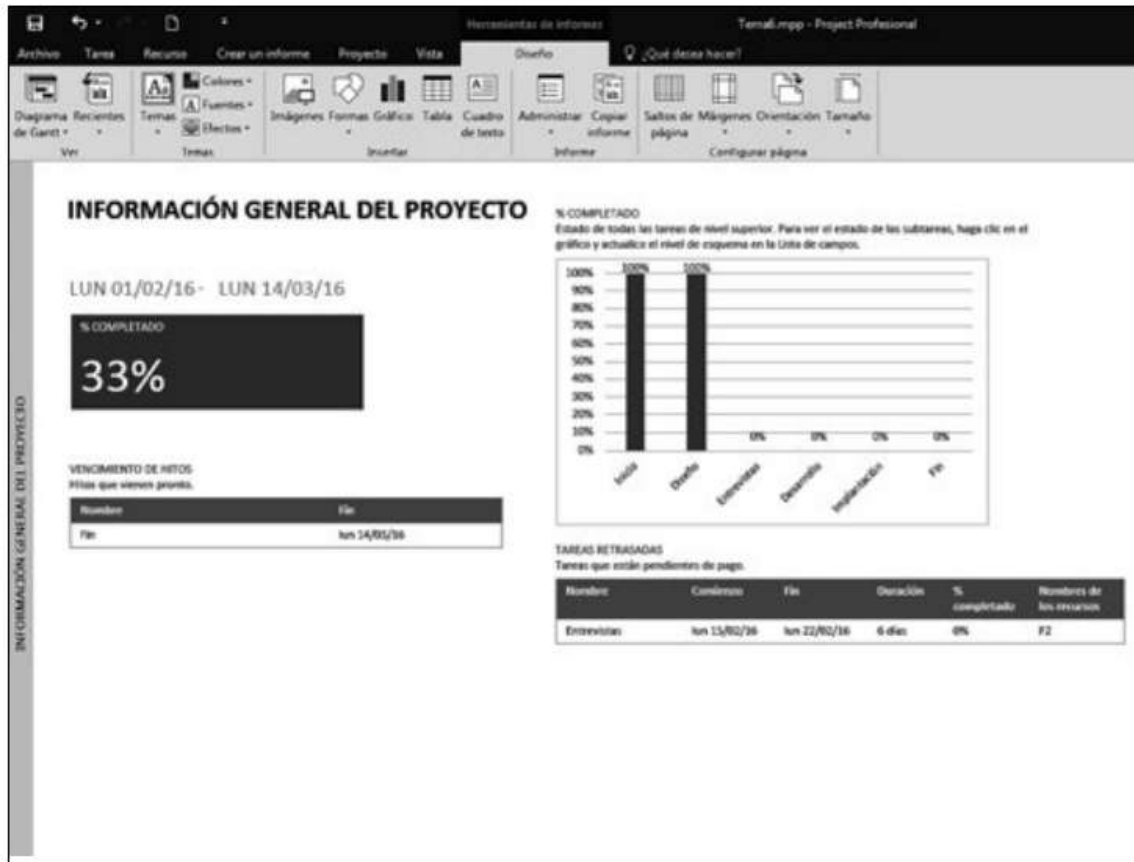 Herramientas de informes
Tema6.mpp - Project Profesional
Archivo Tarea Recurso Crear un informe Proyecto Vista Diseño ¿Qué desea hacer?
Diagrama de Gantt
Recientes
Temas
Colores
Fuentes
Efectos
Imágenes
Formas
Gráfico
Tabla
Cuadro de texto
Administrar
Copiar informe
Saltos de página
Márgenes
Orientación
Tamaño
Ver Temas Insertar Informe Configurar página
INFORMACIÓN GENERAL DEL PROYECTO
INFORMACIÓN GENERAL DEL PROYECTO
LUN 01/02/16- LUN 14/03/16
% COMPLETADO
33%
VENCIMIENTO DE HITOS
Hitos que vienen pronto.
Nombre Fin
Fin lun 14/03/16
% COMPLETADO
Estado de todas las tareas de nivel superior. Para ver el estado de las subtareas, haga clic en el
gráfico y actualice el nivel de esquema en la Lista de campos.
100%
90%
80%
70%
60%
50%
40%
30%
20%
10%
0%
100% 100% 0% 0% 0% 0%
Inicio Diseño Entrevistas Desarrollo Implantación Fin
TAREAS RETRASADAS
Tareas que están pendientes de pago.
Nombre Comienzo Fin Duración % completado Nombres de los recursos
Entrevistas lun 15/02/16 lun 22/02/16 6 días 0% F2